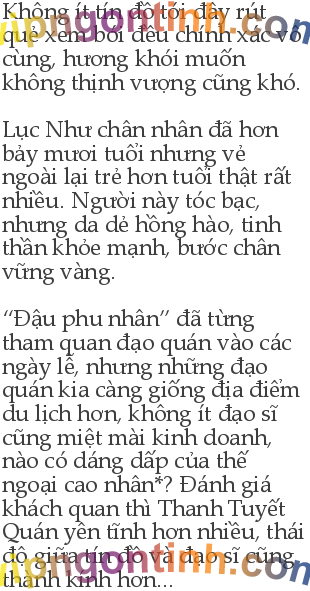 Không ít tín đồ tới đây rút
quẻ xem bói đều chính xác vô
cùng, hương khói muốn
không thịnh vượng cũng khó.
Lục Như chân nhân đã hơn
bảy mươi tuổi nhưng vẻ
ngoài lại trẻ hơn tuổi thật rất
nhiều. Người này tóc bạc,
nhưng da dẻ hồng hào, tinh
thần khỏe mạnh, bước chân
vững vàng.
“Đậu phu nhân” đã từng
tham quan đạo quán vào các
ngày lễ, nhưng những đạo
quán kia càng giống địa điểm
du lịch hơn, không ít đạo sĩ
cũng miệt mài kinh doanh,
nào có dáng dấp của thế
ngoại cao nhân*? Đánh giá
khách quan thì Thanh Tuyết
Quán yên tĩnh hơn nhiều, thái
độ giữa tín đồ và đạo sĩ cũng
thành kính hơn...